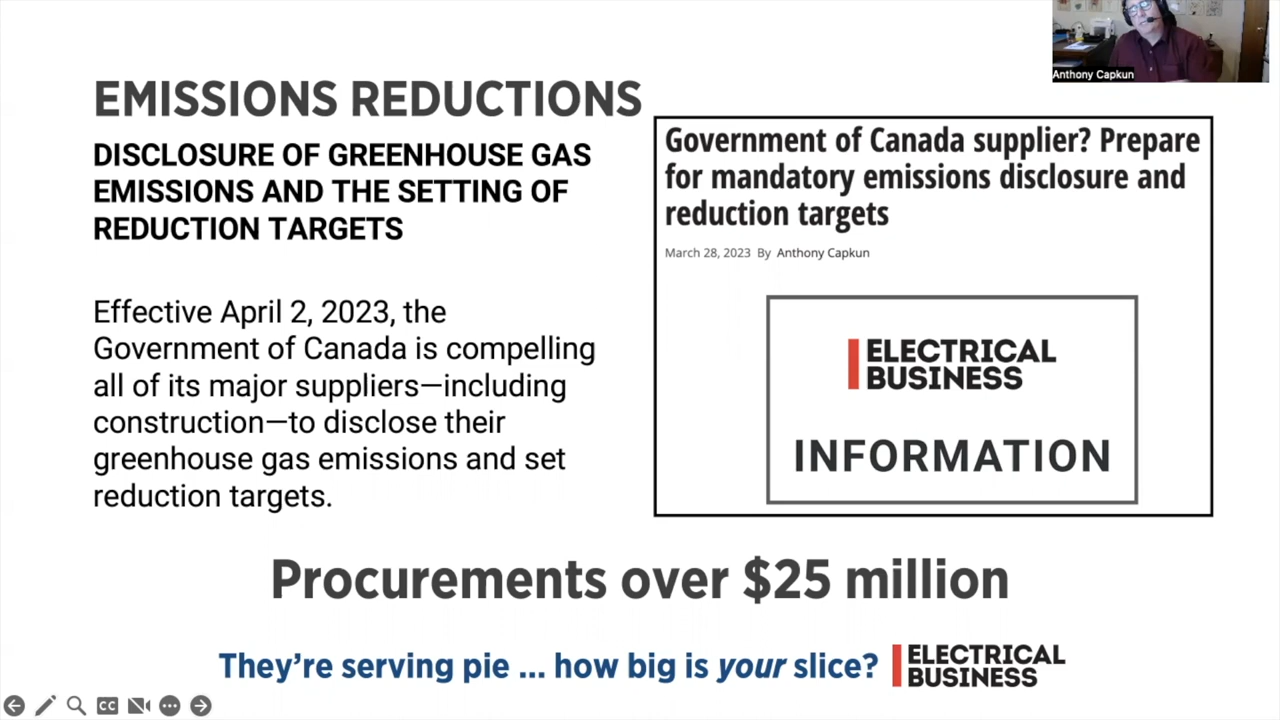 Anthony Capkun
EMISSIONS REDUCTIONS
DISCLOSURE OF GREENHOUSE GAS
EMISSIONS AND THE SETTING OF
REDUCTION TARGETS
Effective April 2, 2023, the
Government of Canada is compelling
all of its major suppliers—including
construction—to disclose their
greenhouse gas emissions and set
reduction targets.
Government of Canada supplier? Prepare
for mandatory emissions disclosure and
reduction targets
March 28, 2023 By Anthony Capkun
ELECTRICAL
BUSINESS
INFORMATION
Procurements over $25 million
They're serving pie ... how big is your slice?
ELECTRICAL
BUSINESS
CC